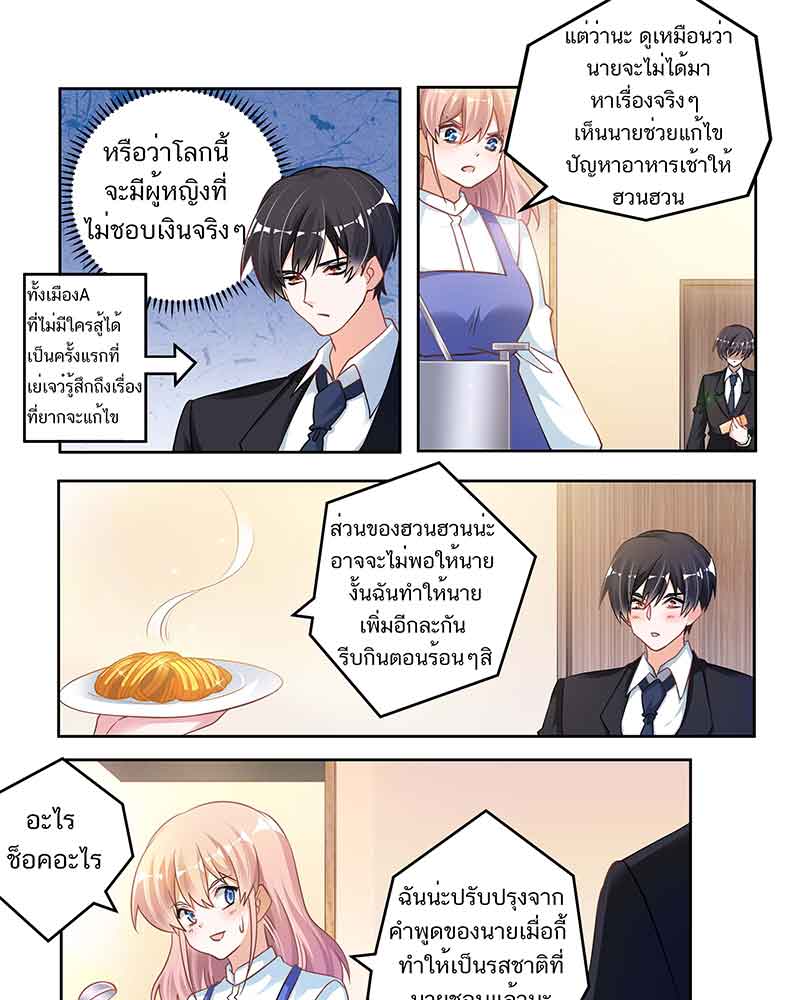 หรือว่าโลกนี้
จะมีผู้หญิงที่
ไม่ชอบเงินจริงๆ
ทั้งเมืองA
ที่ไม่มีใครสู้ได้
เป็นครั้งแรกที่
เย่เจว๋รู้สึกถึงเรื่อง
ที่ยากจะแก้ไข
แต่ว่านะ ดูเหมือนว่า
นายจะไม่ได้มา
หาเรื่องจริงๆ
เห็นนายช่วยแก้ไข
ปัญหาอาหารเช้าให้
ฮวนฮวน
ส่วนของฮวนฮวนน่ะ
อาจจะไม่พอให้นาย
งั้นฉันทำให้นาย
เพิ่มอีกละกัน
รีบกินตอนร้อนๆสิ
อะไร
ช็อคอะไร
ฉันน่ะปรับปรุงจาก
คำพูดของนายเมื่อกี้
ทำให้เป็นรสชาติที่
นายชอบแล้วนะ